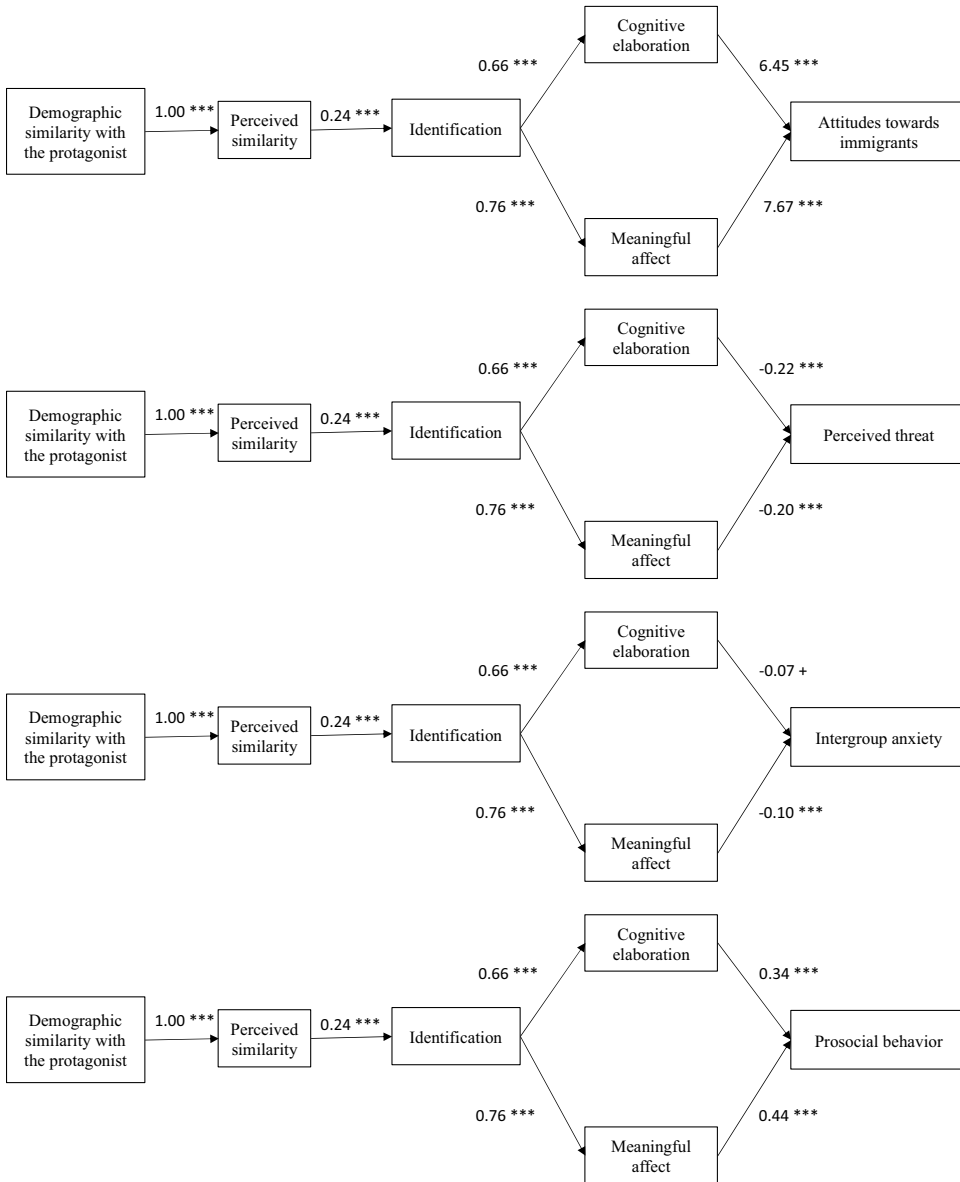 Cognitive
elaboration
0.66 ***
6.45 ***
Demographic
similarity with
the protagonist
1.00 ***
Perceived
similarity
0.24 ***
Identification
Attitudes towards
immigrants
0.76 ***
7.67 ***
Meaningful
affect
Cognitive
elaboration
0.66 ***
-0.22 ***
Demographic
similarity with
the protagonist
1.00 ***
Perceived
similarity
0.24 ***
Identification
Perceived threat
0.76 ***
-0.20 ***
Meaningful
affect
Cognitive
elaboration
0.66 ***
-0.07 +
Demographic
similarity with
the protagonist
1.00 ***
Perceived
similarity
0.24 ***
Identification
Intergroup anxiety
0.76 ***
-0.10 ***
Meaningful
affect
Cognitive
elaboration
0.66 ***
0.34 ***
Demographic
similarity with
the protagonist
1.00 ***
Perceived
similarity
0.24 ***
Identification
Prosocial behavior
0.76 ***
0.44 ***
Meaningful
affect